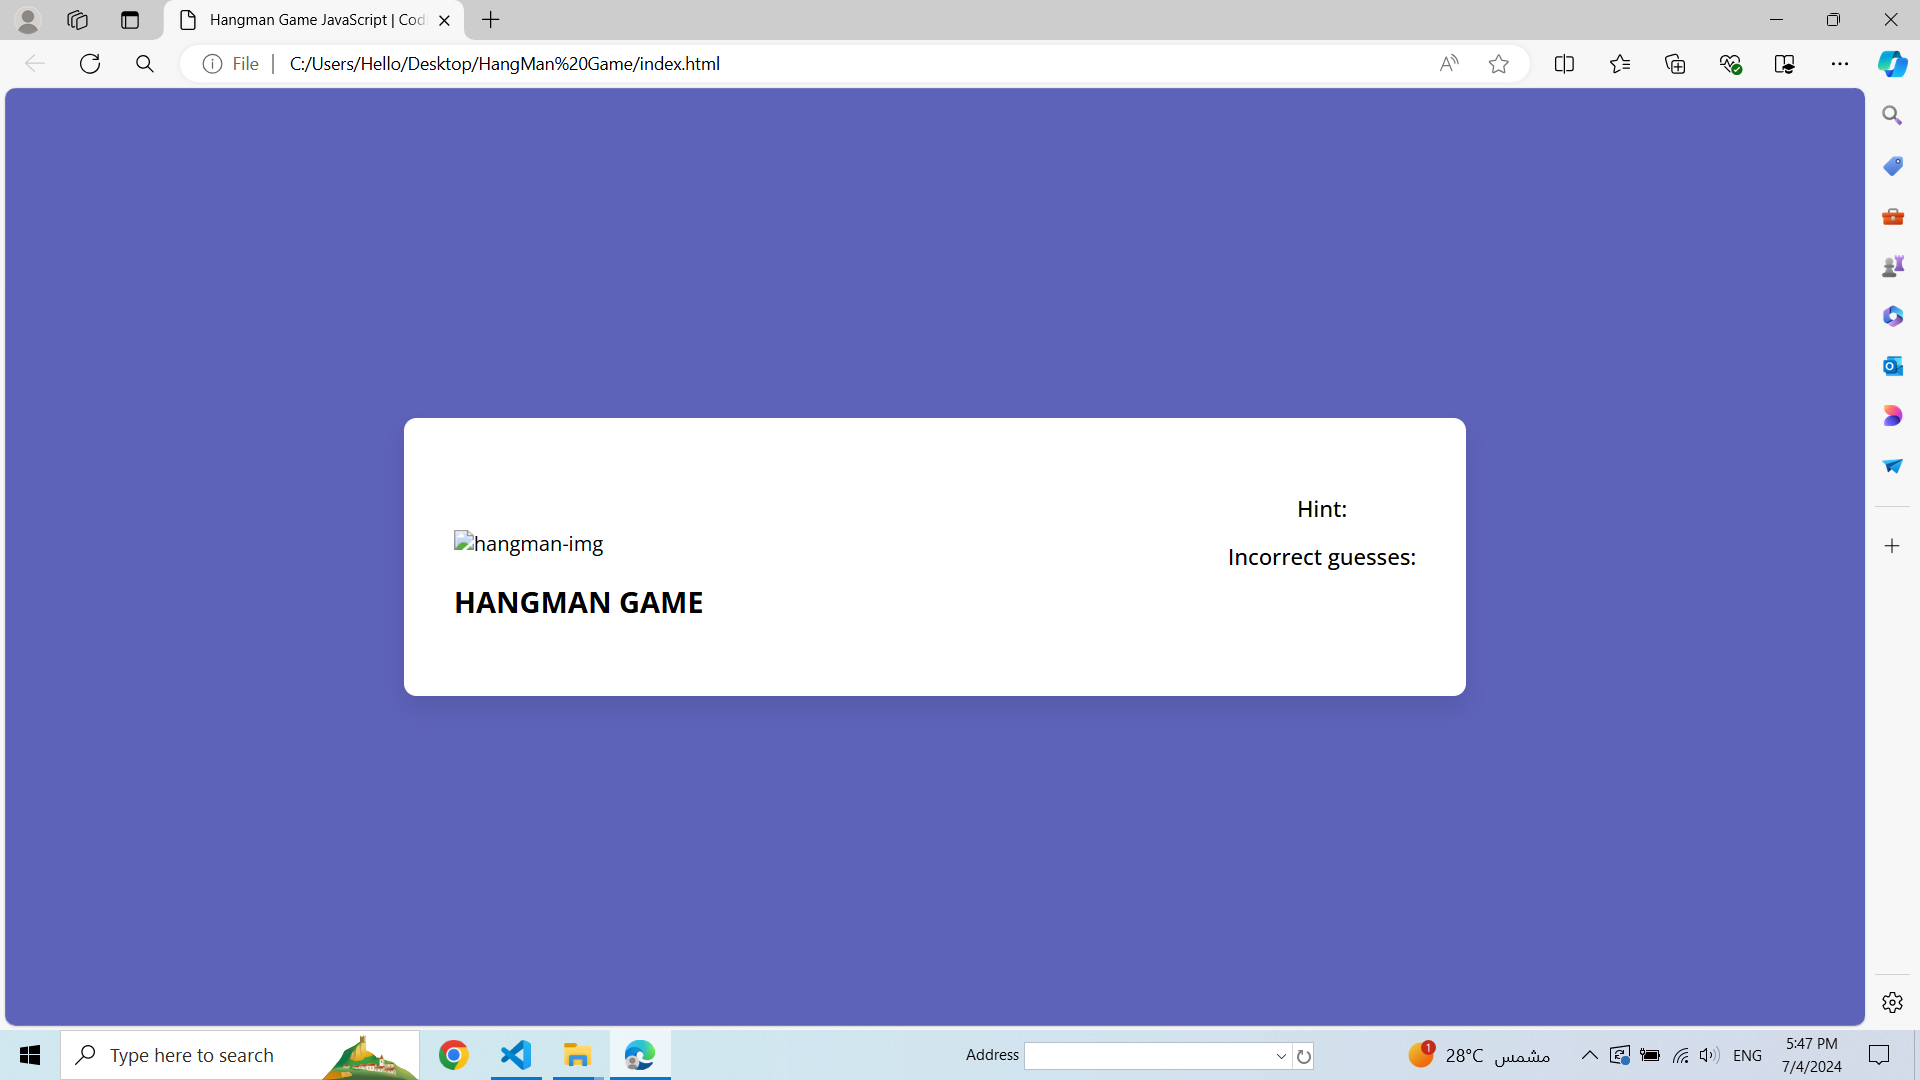 Hangman Game JavaScript | Cod
File
C:/Users/Hello/Desktop/HangMan%20Game/index.html
Hint:
hangman-img
Incorrect guesses:
HANGMAN GAME
Type here to search
Address
1
28°C مشمس
ENG
5:47 PM
7/4/2024